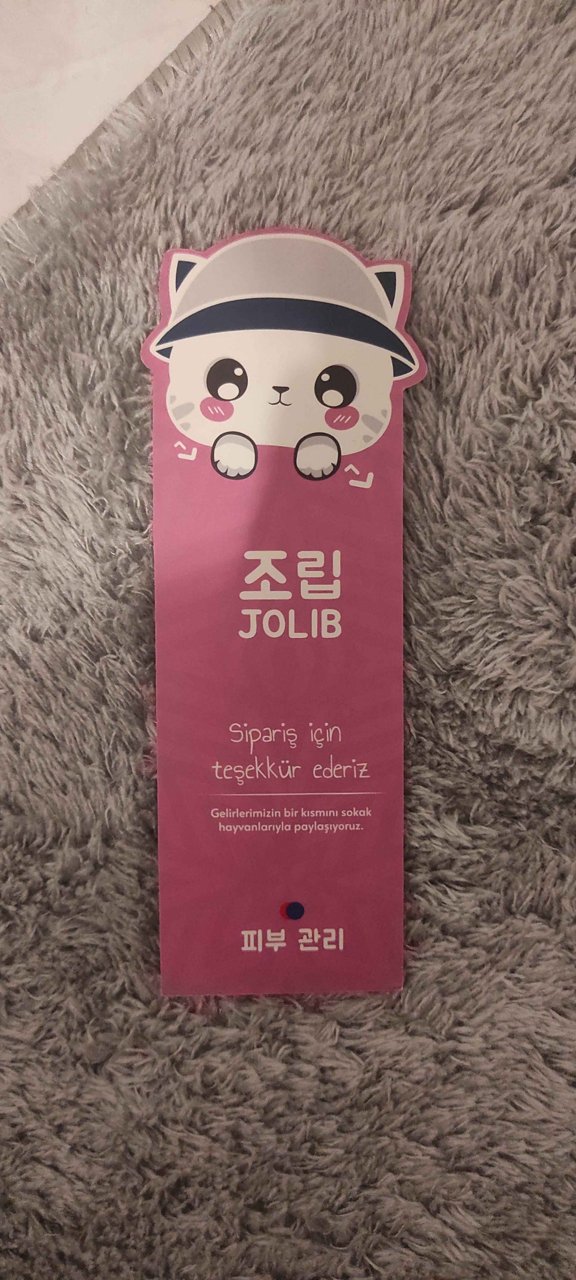 조립
JOLIB
Sipariş için
teşekkür ederiz
Gelirlerimizin bir kısmını sokak
hayvanlarıyla paylaşıyoruz.
피부 관리